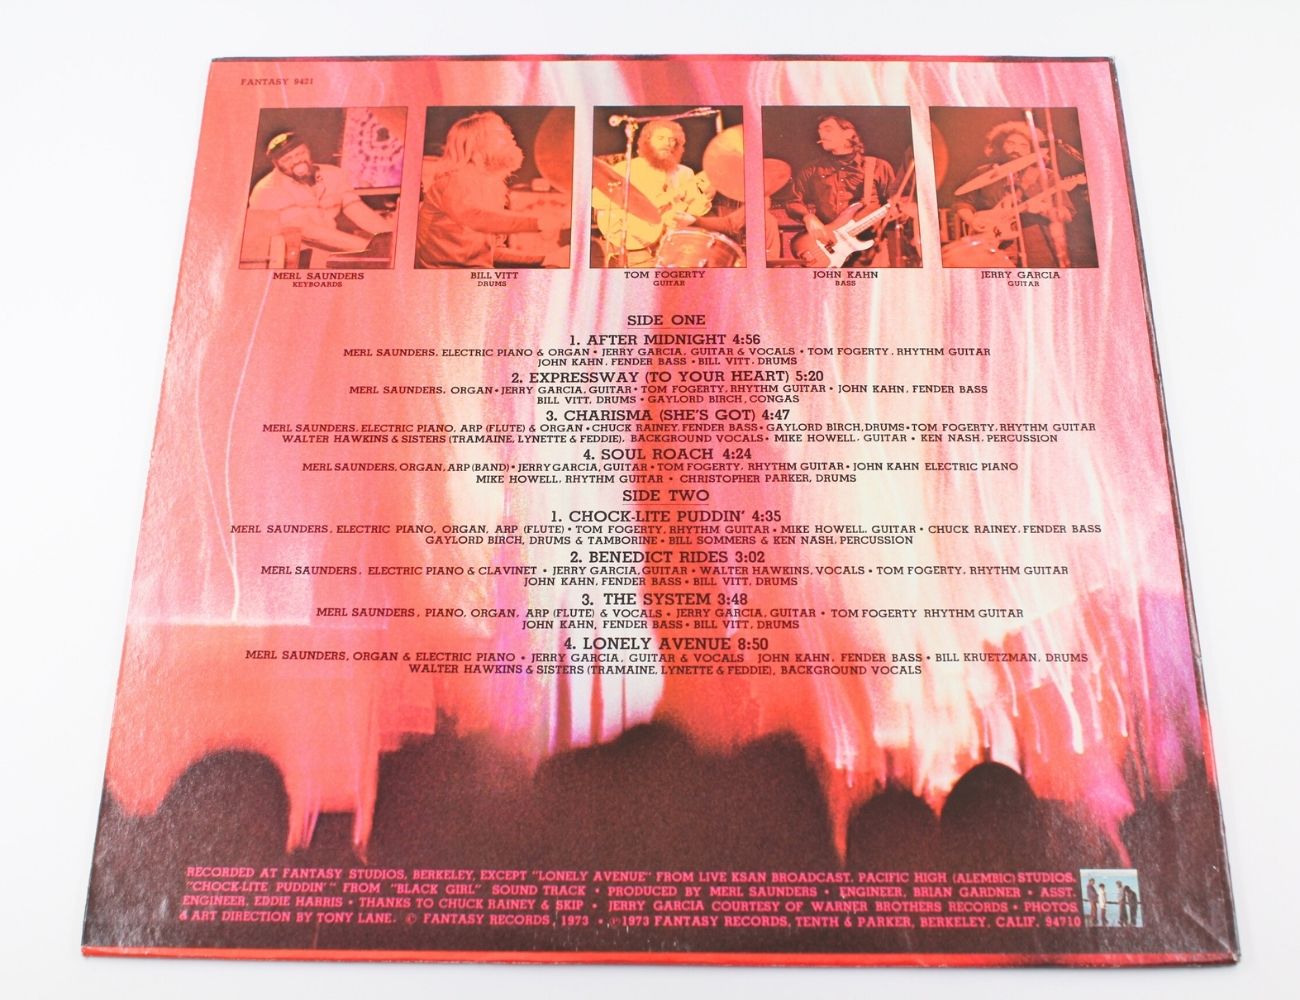 FANTASY 9421
MERL SAUNDERS
KEYBOARDS
BILL VITT
DRUMS
TOM FOGERTY
GUITAR
JOHN KAHN
BASS
JERRY GARCIA
GUITAR
SIDE ONE
1. AFTER MIDNIGHT 4:56
MERL SAUNDERS, ELECTRIC PIANO & ORGAN • JERRY GARCIA, GUITAR & VOCALS • TOM FOGERTY, RHYTHM GUITAR
JOHN KAHN, FENDER BASS • BILL VITT, DRUMS
2. EXPRESSWAY (TO YOUR HEART) 5:20
MERL SAUNDERS, ORGAN • JERRY GARCIA, GUITAR • TOM FOGERTY, RHYTHM GUITAR • JOHN KAHN, FENDER BASS
BILL VITT, DRUMS • GAYLORD BIRCH, CONGAS
3. CHARISMA (SHE'S GOT) 4:47
MERL SAUNDERS, ELECTRIC PIANO, ARP (FLUTE) & ORGAN • CHUCK RAINEY, FENDER BASS • GAYLORD BIRCH, DRUMS • TOM FOGERTY, RHYTHM GUITAR
WALTER HAWKINS & SISTERS (TRAMAINE, LYNETTE & FEDDIE), BACKGROUND VOCALS • MIKE HOWELL, GUITAR • KEN NASH, PERCUSSION
4. SOUL ROACH 4:24
MERL SAUNDERS, ORGAN, ARP (BAND) • JERRY GARCIA, GUITAR • TOM FOGERTY, RHYTHM GUITAR • JOHN KAHN ELECTRIC PIANO
MIKE HOWELL, RHYTHM GUITAR • CHRISTOPHER PARKER, DRUMS
SIDE TWO
1. CHOCK-LITE PUDDIN' 4:35
MERL SAUNDERS, ELECTRIC PIANO, ORGAN, ARP (FLUTE) • TOM FOGERTY, RHYTHM GUITAR • MIKE HOWELL, GUITAR • CHUCK RAINEY, FENDER BASS
GAYLORD BIRCH, DRUMS & TAMBORINE • BILL SOMMERS & KEN NASH, PERCUSSION
2. BENEDICT RIDES 3:02
MERL SAUNDERS, ELECTRIC PIANO & CLAVINET • JERRY GARCIA, GUITAR • WALTER HAWKINS, VOCALS • TOM FOGERTY, RHYTHM GUITAR
JOHN KAHN, FENDER BASS • BILL VITT, DRUMS
3. THE SYSTEM 3:48
MERL SAUNDERS, PIANO, ORGAN, ARP (FLUTE) & VOCALS • JERRY GARCIA, GUITAR • TOM FOGERTY RHYTHM GUITAR
JOHN KAHN, FENDER BASS • BILL VITT, DRUMS
4. LONELY AVENUE 8:50
MERL SAUNDERS, ORGAN & ELECTRIC PIANO • JERRY GARCIA, GUITAR & VOCALS JOHN KAHN, FENDER BASS • BILL KRUETZMAN, DRUMS
WALTER HAWKINS & SISTERS (TRAMAINE, LYNETTE & FEDDIE), BACKGROUND VOCALS
RECORDED AT FANTASY STUDIOS, BERKELEY, EXCEPT "LONELY AVENUE" FROM LIVE KSAN BROADCAST, PACIFIC HIGH (ALEMBIC) STUDIOS.
"CHOCK-LITE PUDDIN'" FROM "BLACK GIRL" SOUND TRACK • PRODUCED BY MERL SAUNDERS • ENGINEER, BRIAN GARDNER • ASST.
ENGINEER, EDDIE HARRIS • THANKS TO CHUCK RAINEY & SKIP • JERRY GARCIA COURTESY OF WARNER BROTHERS RECORDS • PHOTOS
& ART DIRECTION BY TONY LANE. © FANTASY RECORDS, 1973 • ℗1973 FANTASY RECORDS, TENTH & PARKER, BERKELEY, CALIF. 94710